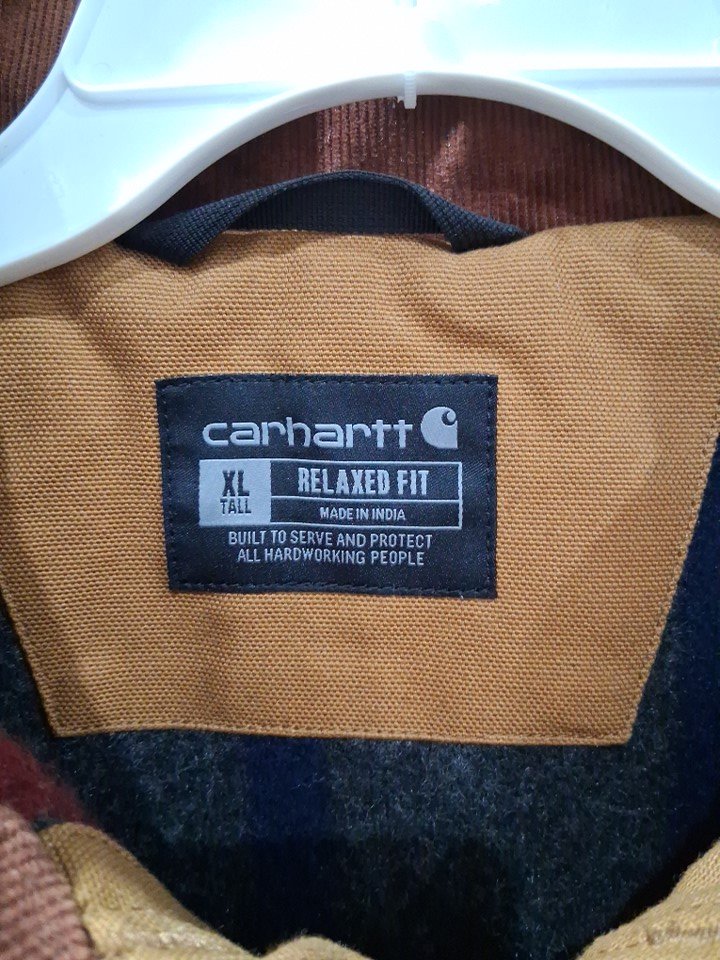 carhartt
XL
TALL
RELAXED FIT
MADE IN INDIA
BUILT TO SERVE AND PROTECT
ALL HARDWORKING PEOPLE